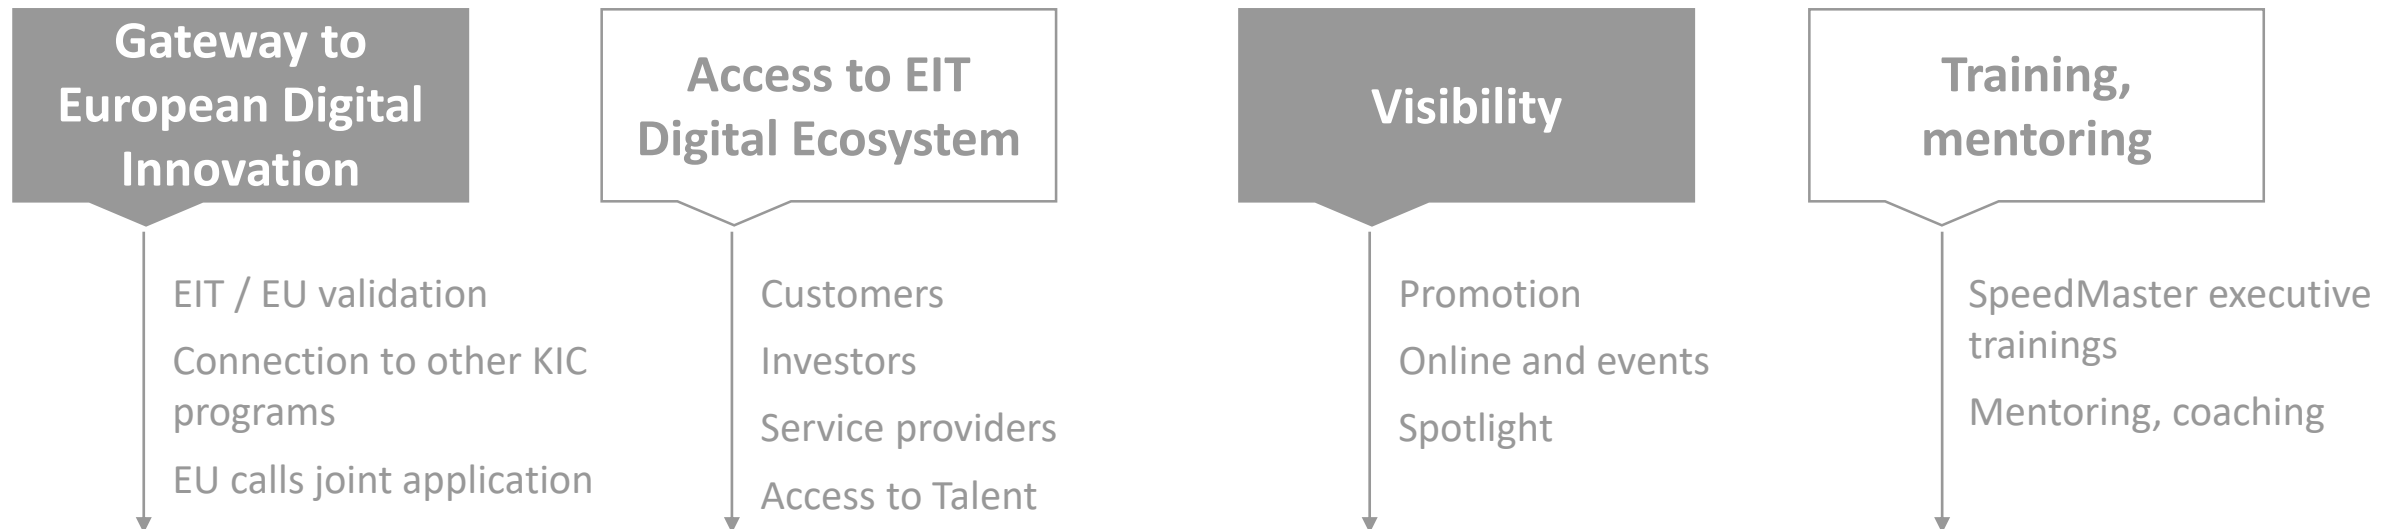 Gateway to
European Digital
Innovation
EIT / EU validation
Connection to other KIC
programs
EU calls joint application
Access to EIT
Digital Ecosystem
Customers
Investors
Service providers
Access to Talent
Visibility
Promotion
Online and events
Spotlight
Training,
mentoring
SpeedMaster executive
trainings
Mentoring, coaching